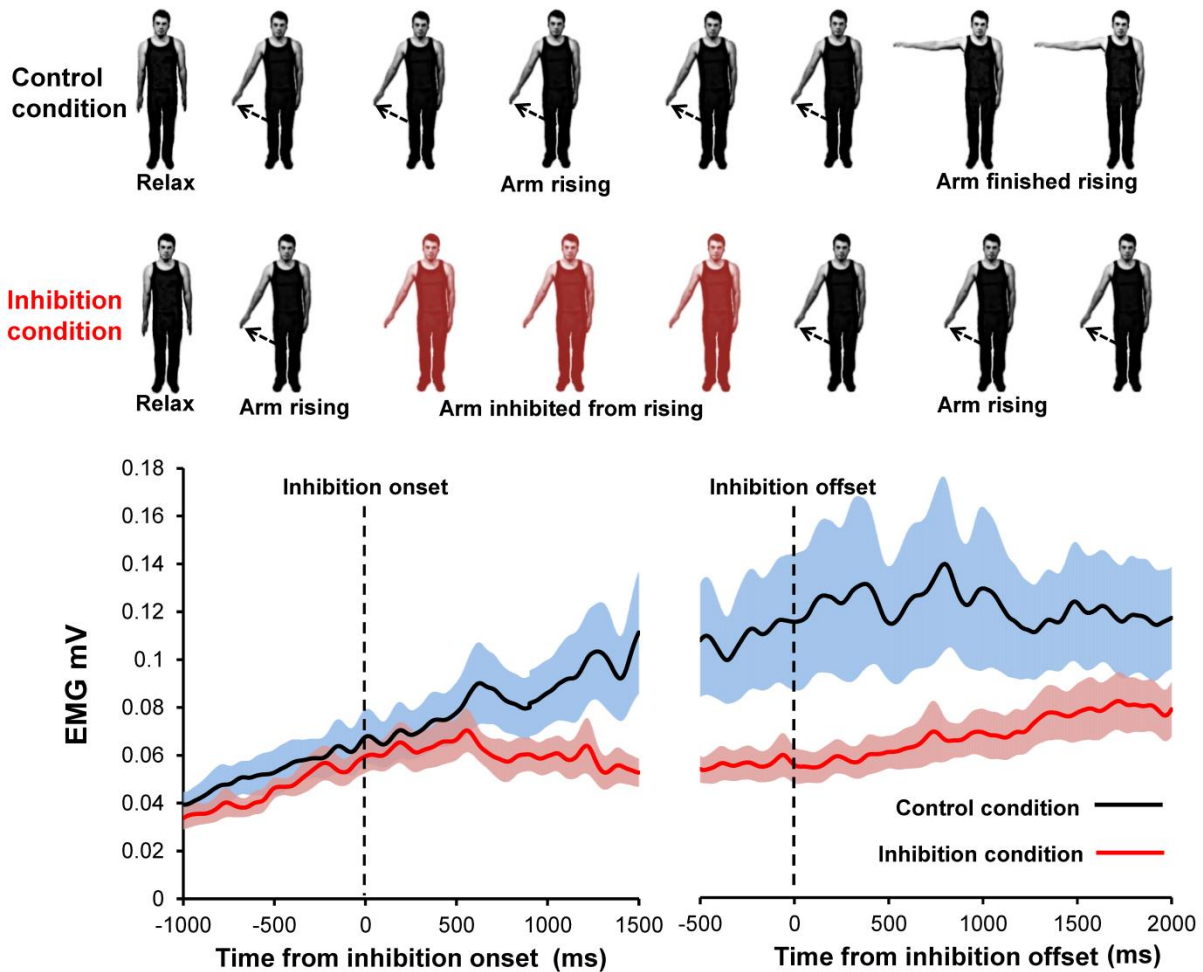 Control
condition
Relax
Arm rising
Arm finished rising
Inhibition
condition
Relax
Arm rising
Arm inhibited from rising
Arm rising
0.18
0.16
0.14
0.12
0.1
0.08
0.06
0.04
0.02
0
EMG mV
Inhibition onset
Inhibition offset
Control condition
Inhibition condition
-1000 -500 0 500 1000 1500
-500 0 500 1000 1500 2000
Time from inhibition onset (ms)
Time from inhibition offset (ms)